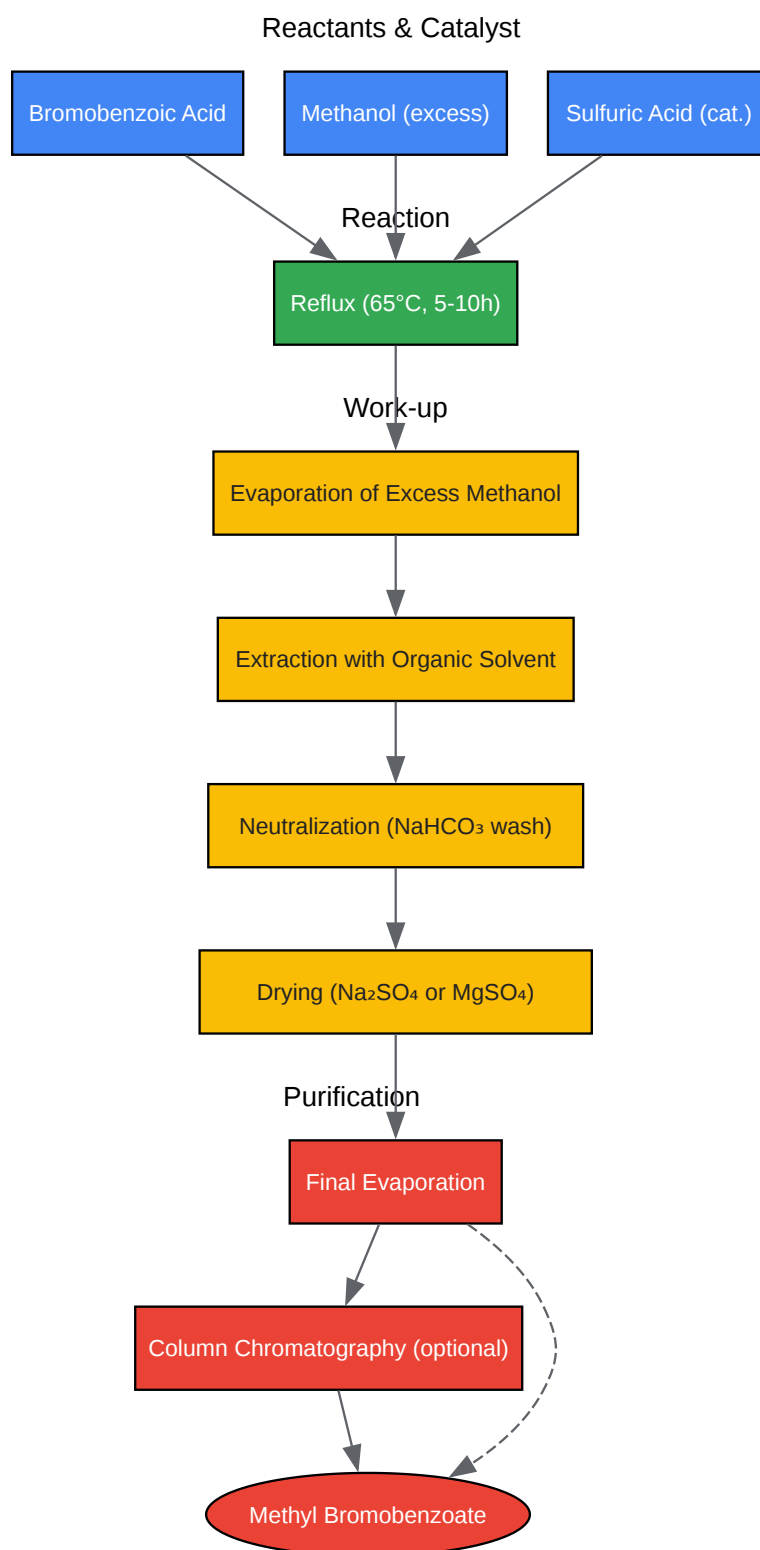 Reactants & Catalyst
Bromobenzoic Acid
Methanol (excess)
Sulfuric Acid (cat.)
Reaction
Reflux (65°C, 5-10h)
Work-up
Evaporation of Excess Methanol
Extraction with Organic Solvent
Neutralization (NaHCO₃ wash)
Drying (Na₂SO₄ or MgSO₄)
Purification
Final Evaporation
Column Chromatography (optional)
Methyl Bromobenzoate